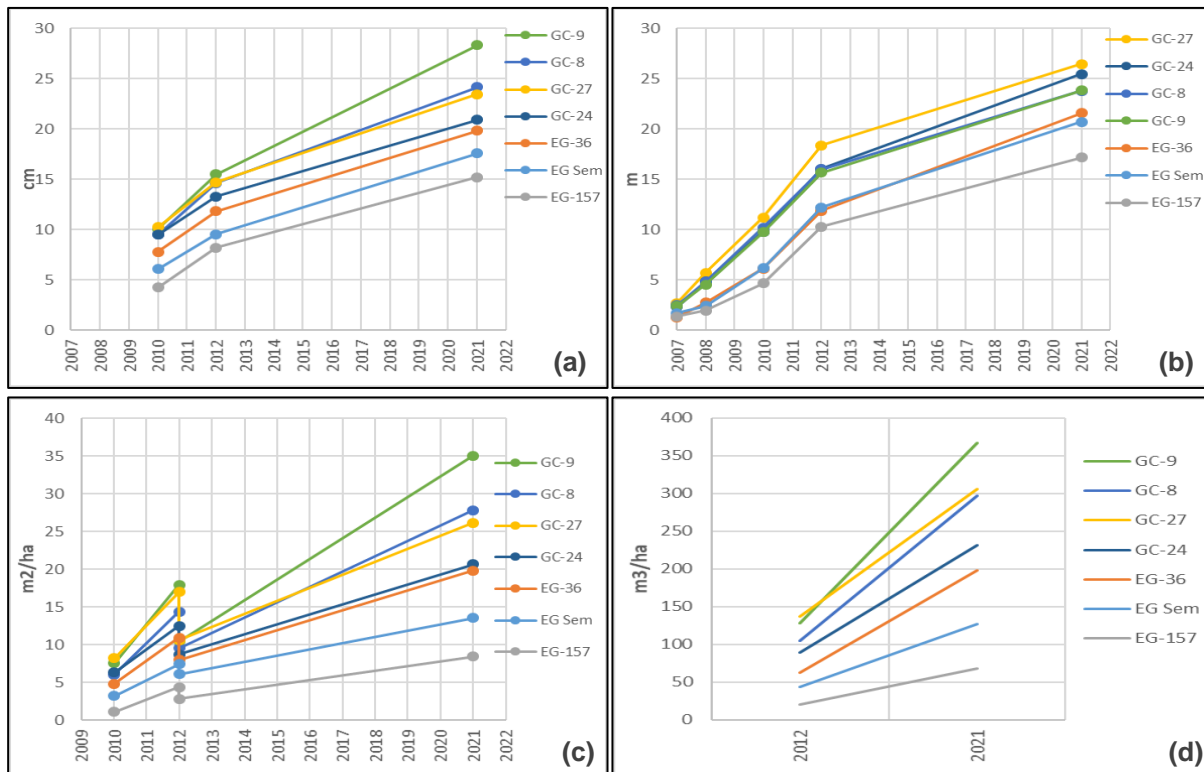 30
25
20
15
10
5
0
cm
2007
2008
2009
2010
2011
2012
2013
2014
2015
2016
2017
2018
2019
2020
2021
2022
GC-9
GC-8
GC-27
GC-24
EG-36
EG Sem
EG-157
(a)
30
25
20
15
10
5
0
m
2007
2008
2009
2010
2011
2012
2013
2014
2015
2016
2017
2018
2019
2020
2021
2022
GC-27
GC-24
GC-8
GC-9
EG-36
EG Sem
EG-157
(b)
40
35
30
25
20
15
10
5
0
m2/ha
2009
2010
2011
2012
2013
2014
2015
2016
2017
2018
2019
2020
2021
2022
GC-9
GC-8
GC-27
GC-24
EG-36
EG Sem
EG-157
(c)
400
350
300
250
200
150
100
50
0
m3/ha
2012
2021
GC-9
GC-8
GC-27
GC-24
EG-36
EG Sem
EG-157
(d)